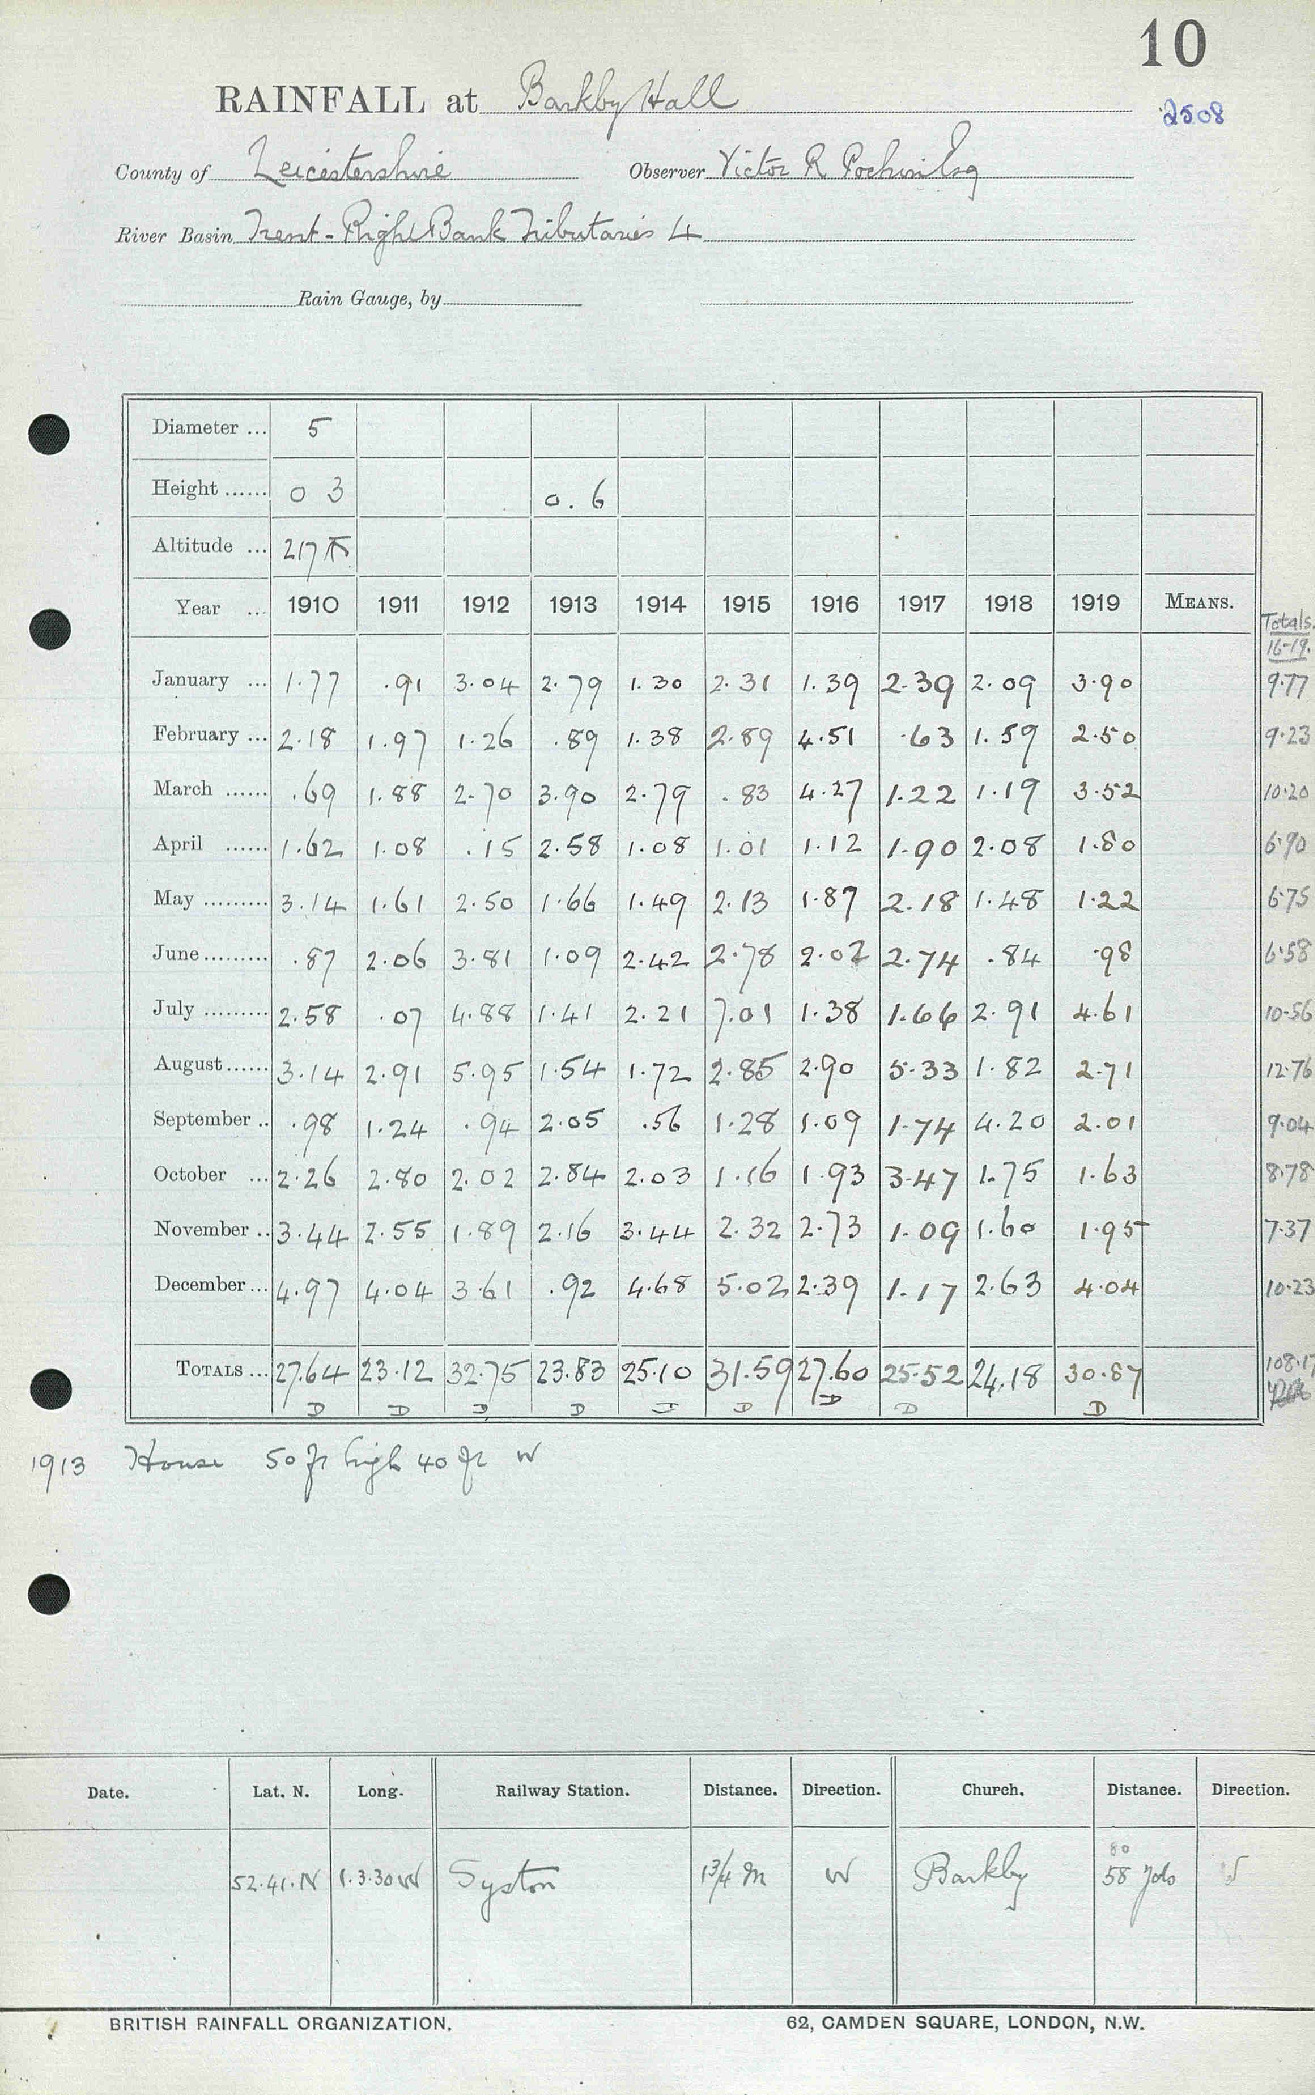 10
RAINFALL at Barkby Hall
2508
County of Leicestershire Observer Victor R Pochin Esq
River Basin Trent - Right Bank Tributaries 4
Rain Gauge, by
Diameter ... 5
Height ...... 0 3 0.6
Altitude ... 217
Year ... 1910 1911 1912 1913 1914 1915 1916 1917 1918 1919 MEANS. Totals. 16-19.
January ... 1.77 .91 3.04 2.79 1.30 2.31 1.39 2.39 2.09 3.90 9.77
February ... 2.18 1.97 1.26 .89 1.38 2.89 4.51 .63 1.59 2.50 9.23
March ...... .69 1.88 2.70 3.90 2.79 .83 4.27 1.22 1.19 3.52 10.20
April ...... 1.62 1.08 .15 2.58 1.08 1.01 1.12 1.90 2.08 1.80 6.90
May ......... 3.14 1.61 2.50 1.66 1.49 2.13 1.87 2.18 1.48 1.22 6.75
June ......... .87 2.06 3.81 1.09 2.42 2.78 2.02 2.74 .84 .98 6.58
July ......... 2.58 .07 4.88 1.41 2.21 7.01 1.38 1.66 2.91 4.61 10.56
August ...... 3.14 2.91 5.95 1.54 1.72 2.85 2.90 5.33 1.82 2.71 12.76
September .. .98 1.24 .94 2.05 .56 1.28 1.09 1.74 4.20 2.01 9.04
October ... 2.26 2.80 2.02 2.84 2.03 1.16 1.93 3.47 1.75 1.63 8.78
November .. 3.44 2.55 1.89 2.16 3.44 2.32 2.73 1.09 1.60 1.95 7.37
December ... 4.97 4.04 3.61 .92 4.68 5.02 2.39 1.17 2.63 4.04 10.23
TOTALS ... 27.64 23.12 32.75 23.83 25.10 31.59 27.60 25.52 24.18 30.87 108.17
D D D D D D D D
1913 House 50 ft high 40 ft W
Date. Lat. N. Long. Railway Station. Distance. Direction. Church. Distance. Direction.
80
52.41.N 1.3.30W Syston 1 3/4 m W Barkby 58 yds
BRITISH RAINFALL ORGANIZATION. 62, CAMDEN SQUARE, LONDON, N.W.